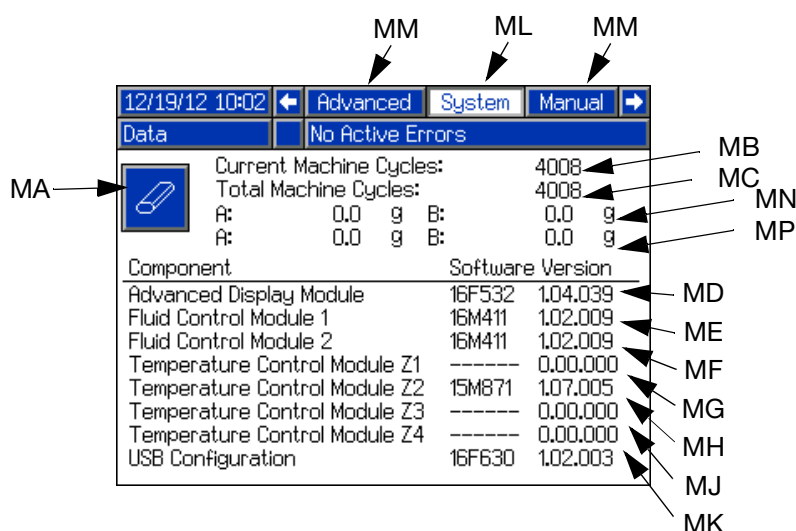 MM ML MM
12/19/12 10:02 Advanced System Manual
Data No Active Errors
MA
Current Machine Cycles: 4008 MB
Total Machine Cycles: 4008 MC
A: 0.0 g B: 0.0 g MN
A: 0.0 g B: 0.0 g MP
Component Software Version
Advanced Display Module 16F532 1.04.039 MD
Fluid Control Module 1 16M411 1.02.009 ME
Fluid Control Module 2 16M411 1.02.009 MF
Temperature Control Module Z1 ------ 0.00.000 MG
Temperature Control Module Z2 15M871 1.07.005 MH
Temperature Control Module Z3 ------ 0.00.000 MJ
Temperature Control Module Z4 ------ 0.00.000 MK
USB Configuration 16F630 1.02.003